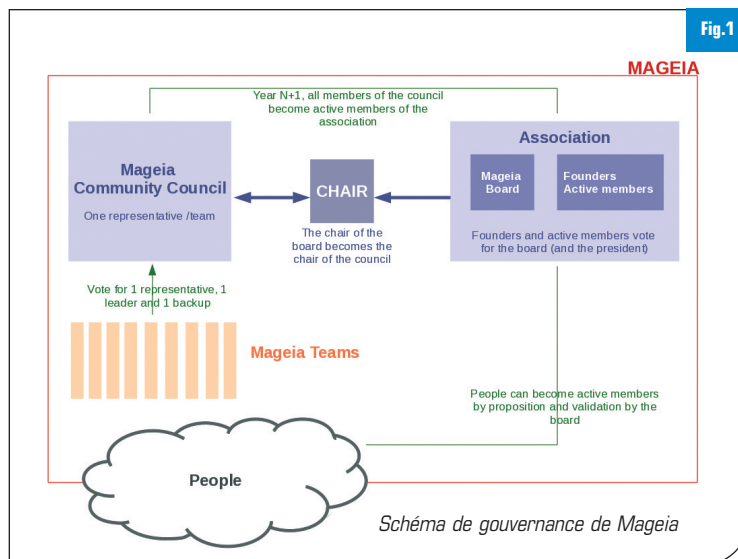 Fig.1
MAGEIA
Year N+1, all members of the council
become active members of the
association
Mageia
Community Council
One representative /team
CHAIR
The chair of the
board becomes the
chair of the council
Association
Mageia
Board
Founders
Active members
Founders and active members vote
for the board (and the president)
Vote for 1 representative, 1
leader and 1 backup
Mageia Teams
People can become active members
by proposition and validation by the
board
People
Schéma de gouvernance de Mageia